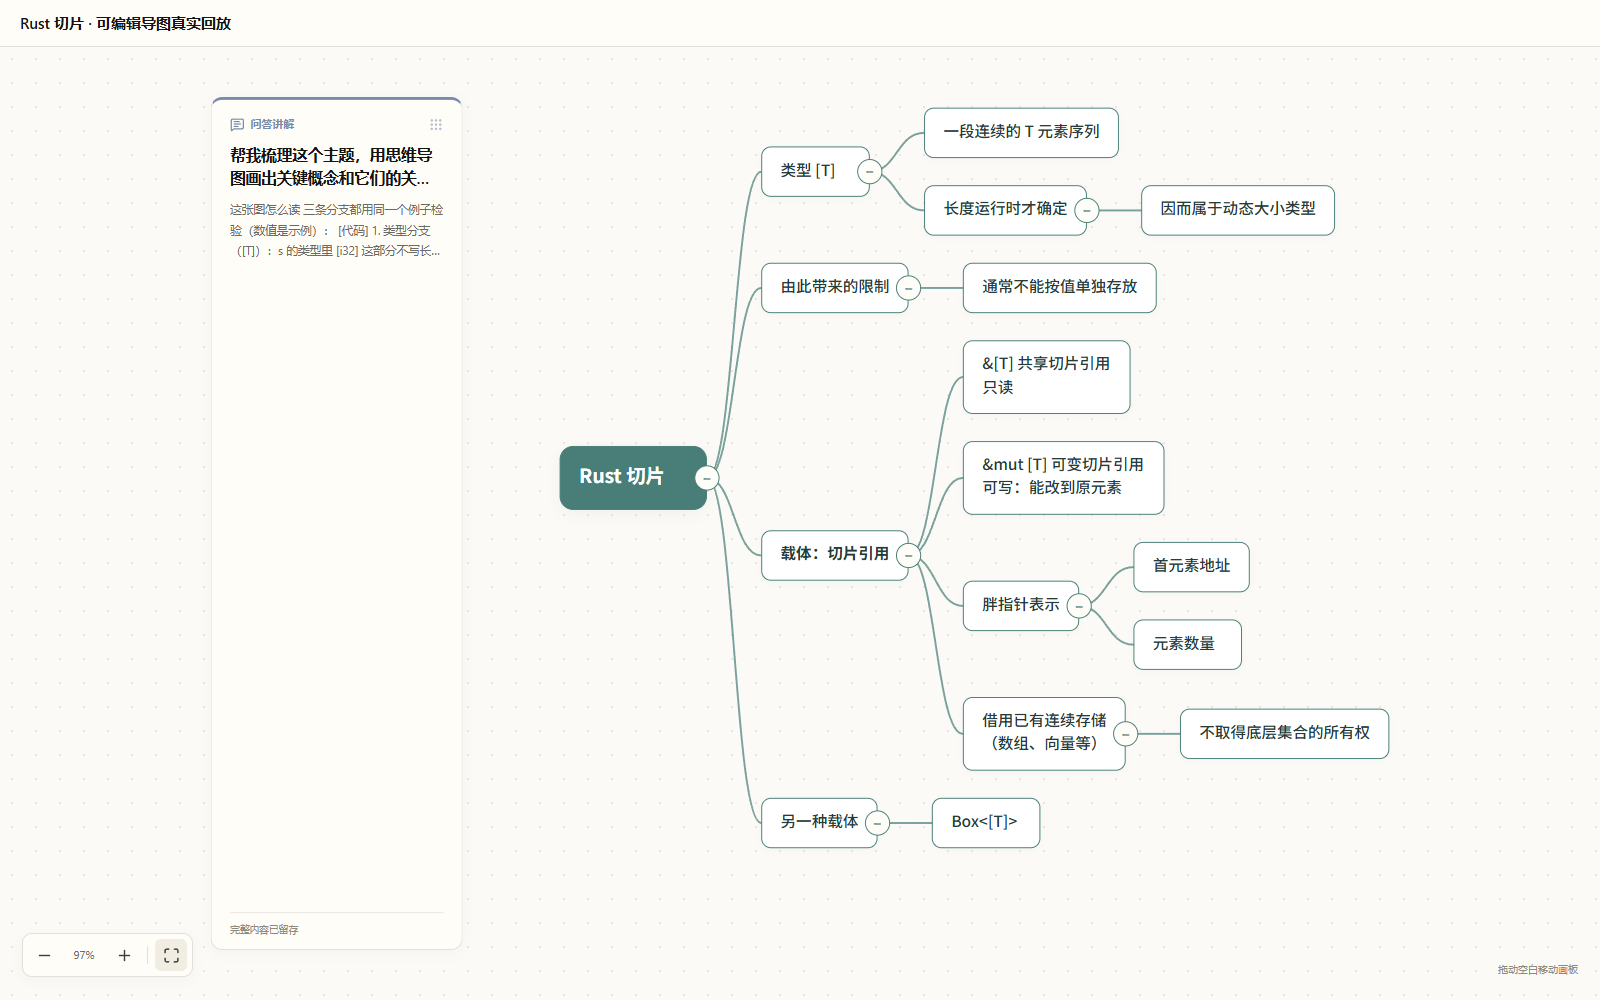 Rust 切片 · 可编辑导图真实回放
问答讲解
帮我梳理这个主题，用思维导
图画出关键概念和它们的关...
这张图怎么读 三条分支都用同一个例子检
验（数值是示例）： [代码] 1. 类型分支
（[T]）：s 的类型里 [i32] 这部分不写长...
完整内容已留存
Rust 切片
类型 [T]
一段连续的 T 元素序列
长度运行时才确定
因而属于动态大小类型
由此带来的限制
通常不能按值单独存放
载体：切片引用
&[T] 共享切片引用
只读
&mut [T] 可变切片引用
可写：能改到原元素
胖指针表示
首元素地址
元素数量
借用已有连续存储
（数组、向量等）
不取得底层集合的所有权
另一种载体
Box<[T]>
97%
拖动空白移动画板